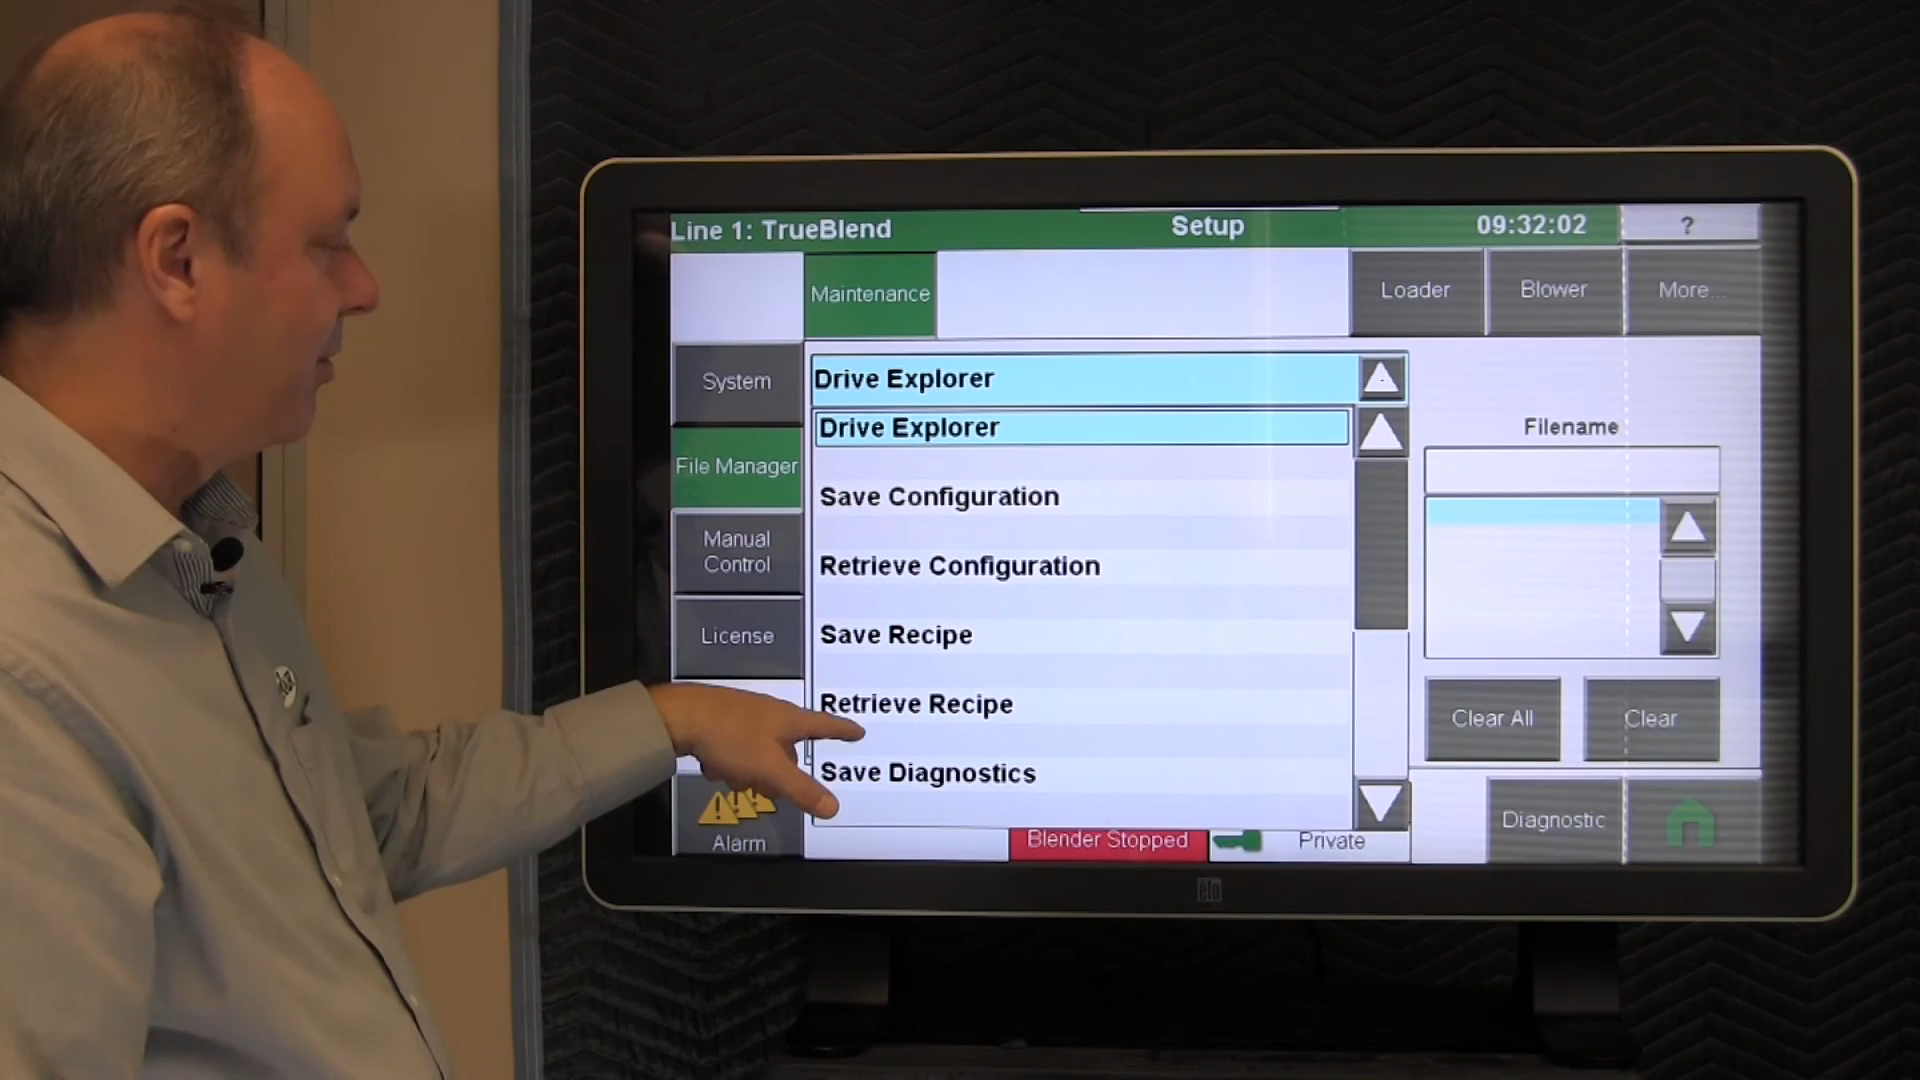 Line 1: TrueBlend
Setup
09:32:02
?
Maintenance
Loader
Blower
More...
System
File Manager
Manual
Control
License
Alarm
Drive Explorer
Drive Explorer
Save Configuration
Retrieve Configuration
Save Recipe
Retrieve Recipe
Save Diagnostics
Filename
Clear All
Clear
Blender Stopped
Private
Diagnostic
elo